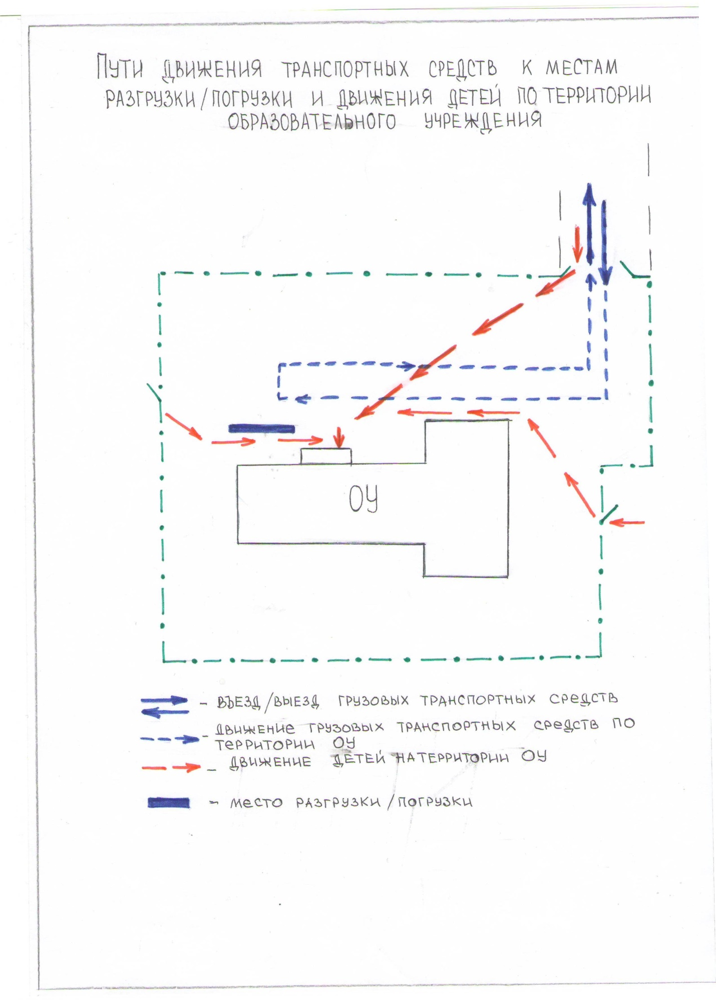 Пути движения транспортных средств к местам
разгрузки/погрузки и движения детей по территории
образовательного учреждения
ОУ
- въезд/выезд грузовых транспортных средств
- движение грузовых транспортных средств по
территории ОУ
- движение детей на территории ОУ
- место разгрузки/погрузки